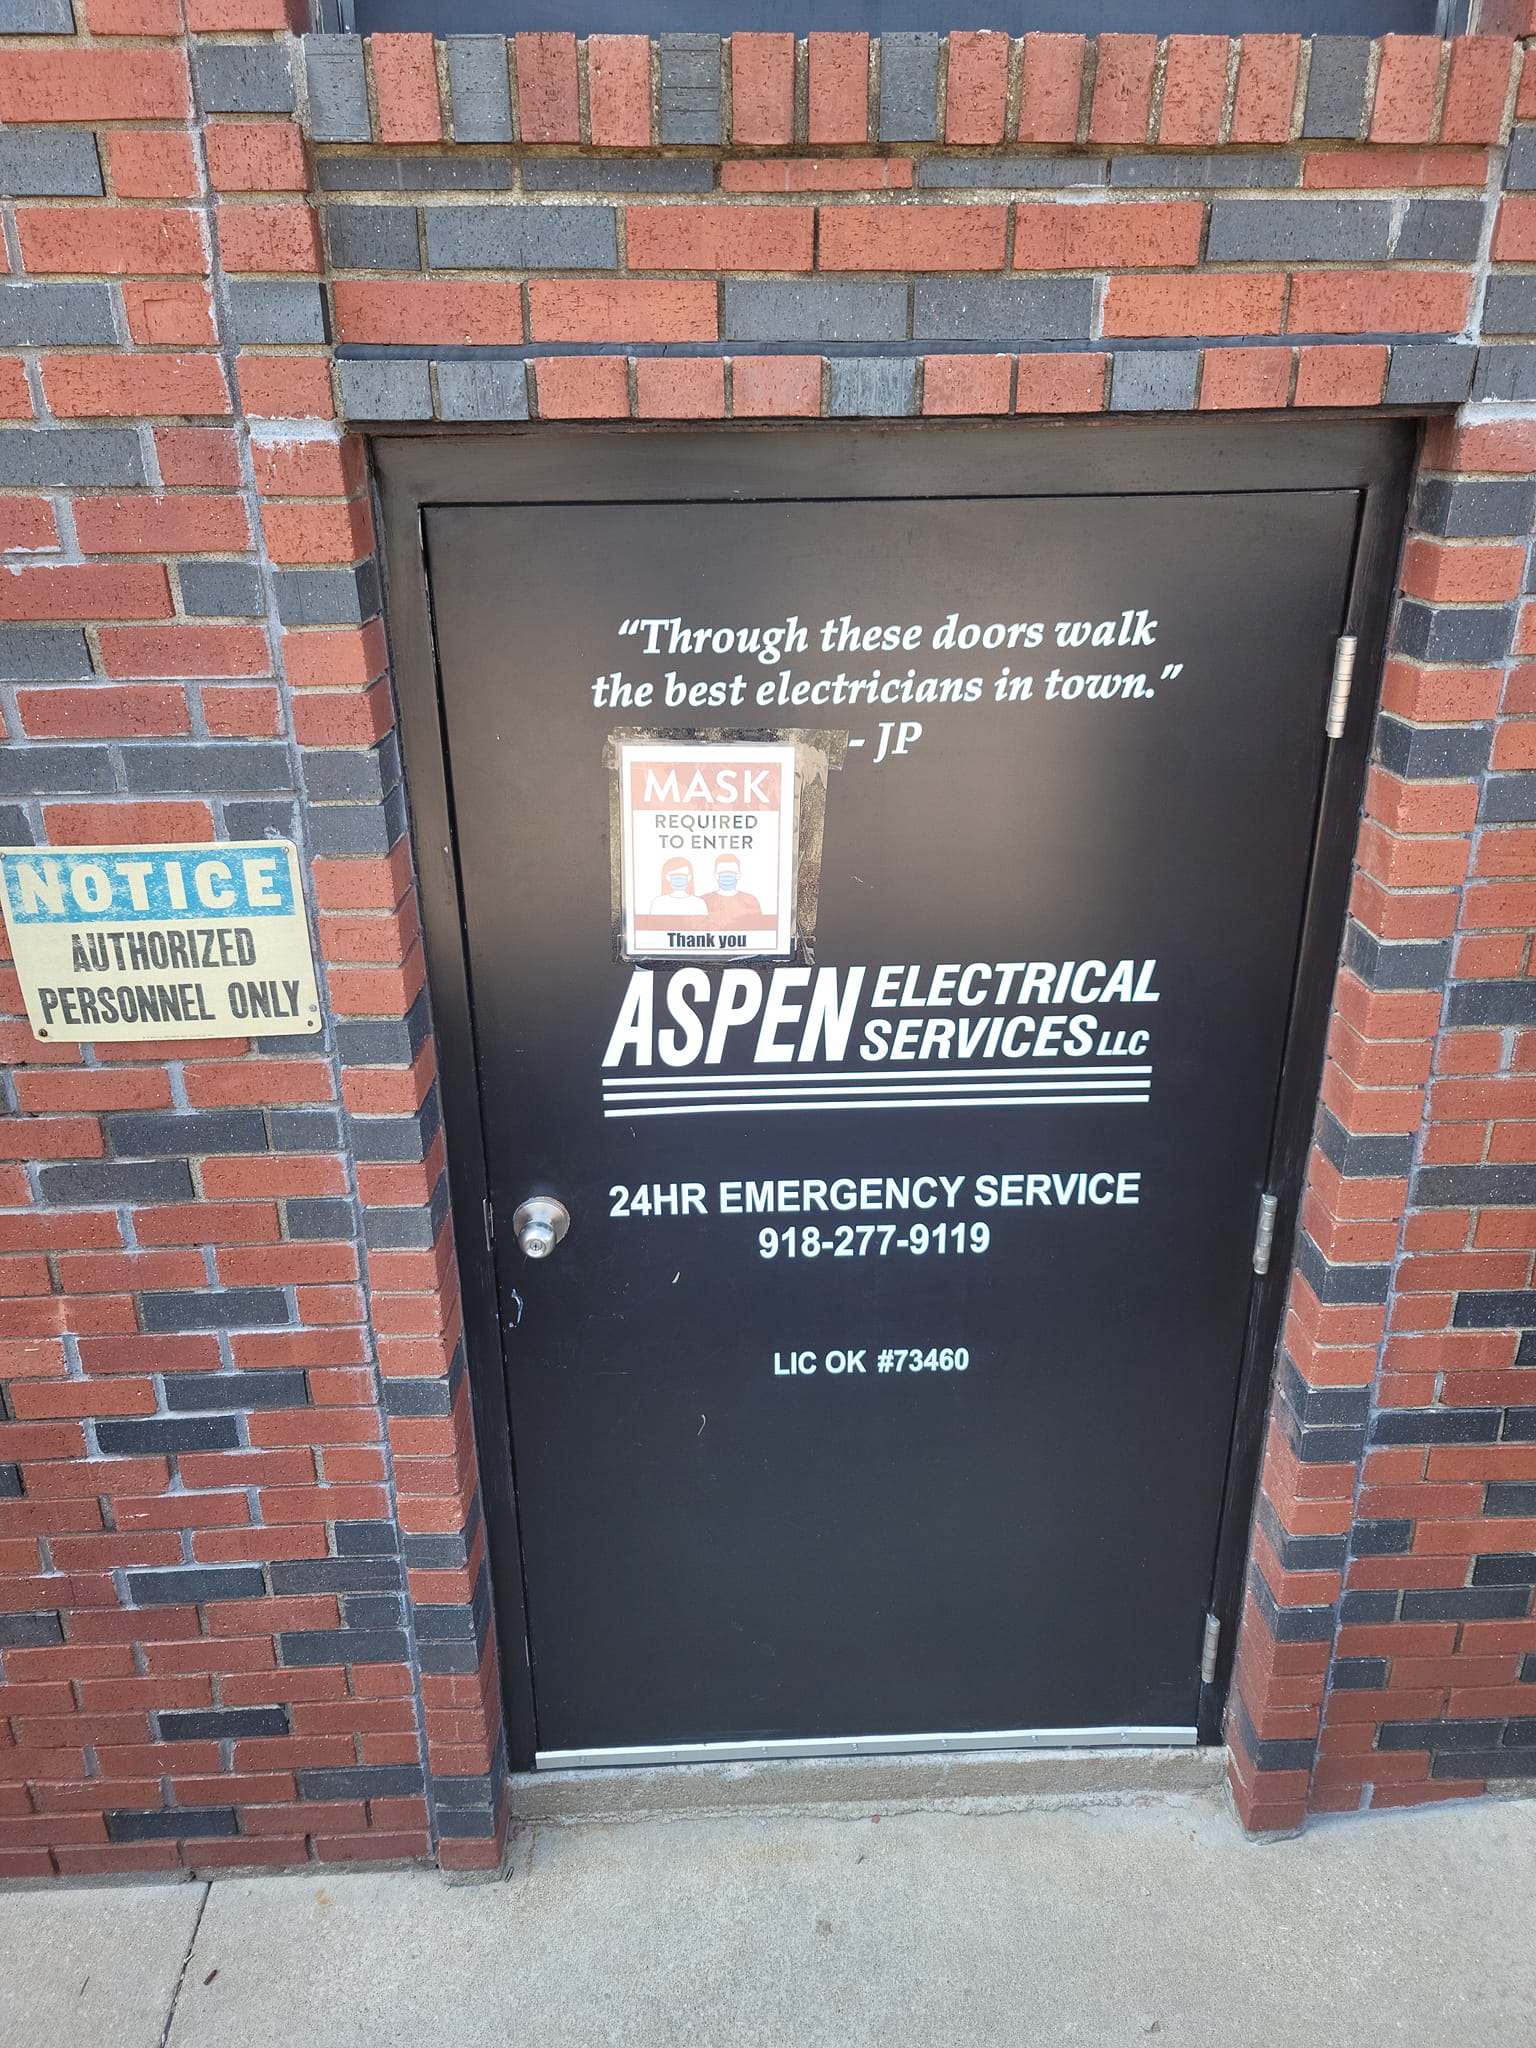 “Through these doors walk
the best electricians in town.”
- JP
MASK
REQUIRED
TO ENTER
Thank you
NOTICE
AUTHORIZED
PERSONNEL ONLY
ASPEN ELECTRICAL
SERVICES LLC
24HR EMERGENCY SERVICE
918-277-9119
LIC OK #73460